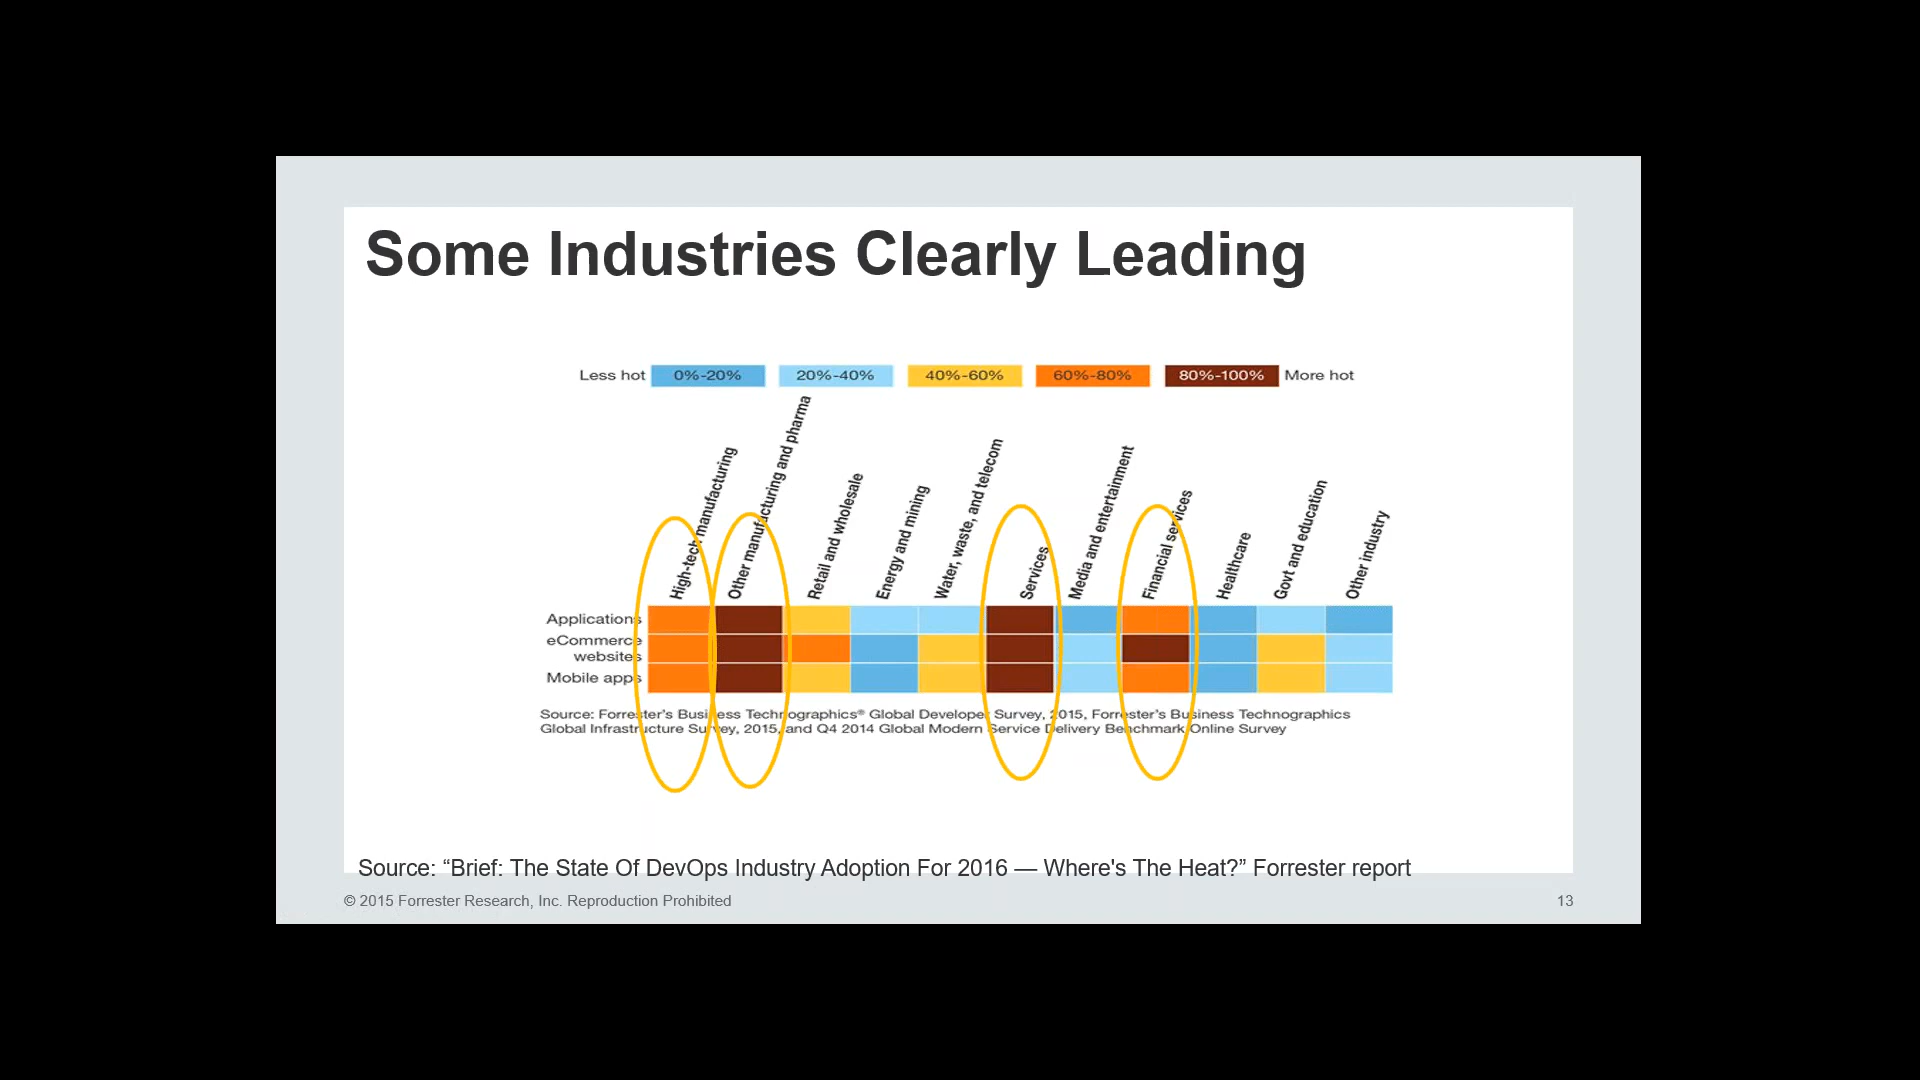 Some Industries Clearly Leading
Less hot 0%-20% 20%-40% 40%-60% 60%-80% 80%-100% More hot
High-tech manufacturing
Other manufacturing and pharma
Retail and wholesale
Energy and mining
Water, waste, and telecom
Services
Media and entertainment
Financial services
Healthcare
Govt and education
Other industry
Applications
eCommerce
websites
Mobile apps
Source: Forrester's Business Technographics® Global Developer Survey, 2015, Forrester's Business Technographics
Global Infrastructure Survey, 2015, and Q4 2014 Global Modern Service Delivery Benchmark Online Survey
Source: “Brief: The State Of DevOps Industry Adoption For 2016 — Where's The Heat?” Forrester report
© 2015 Forrester Research, Inc. Reproduction Prohibited 13